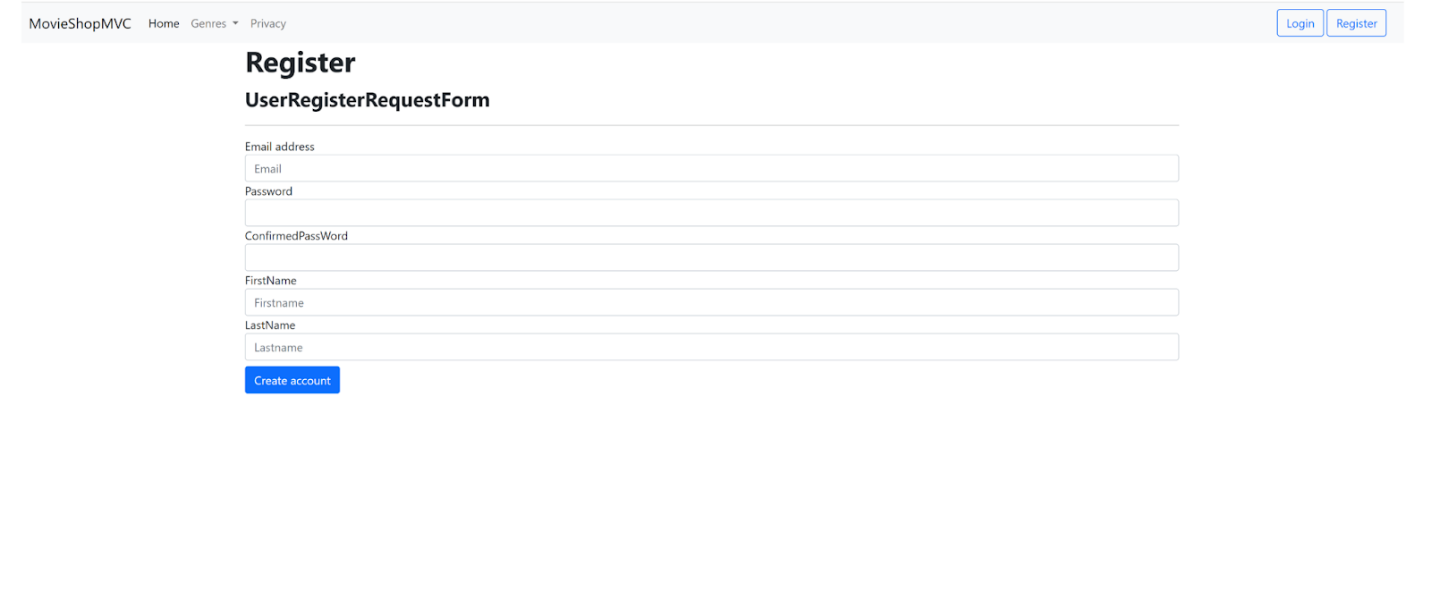 MovieShopMVC Home Genres Privacy Login Register
Register
UserRegisterRequestForm
Email address
Email
Password
ConfirmedPassWord
FirstName
Firstname
LastName
Lastname
Create account